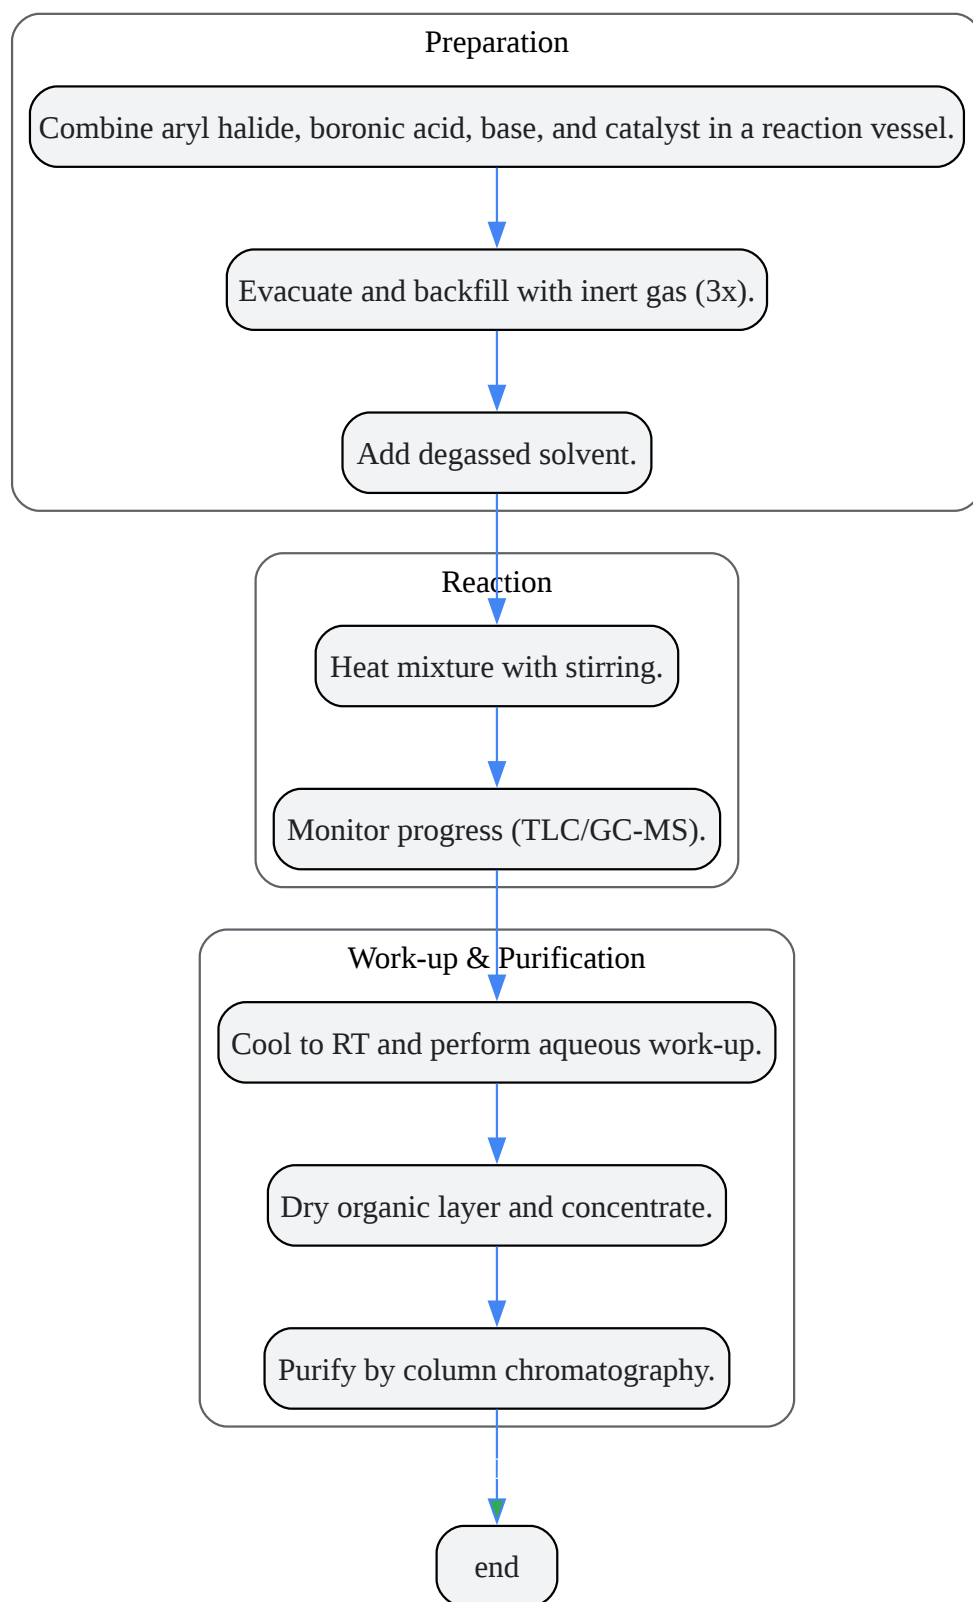 Preparation
Combine aryl halide, boronic acid, base, and catalyst in a reaction vessel.
Evacuate and backfill with inert gas (3x).
Add degassed solvent.
Reaction
Heat mixture with stirring.
Monitor progress (TLC/GC-MS).
Work-up & Purification
Cool to RT and perform aqueous work-up.
Dry organic layer and concentrate.
Purify by column chromatography.
end